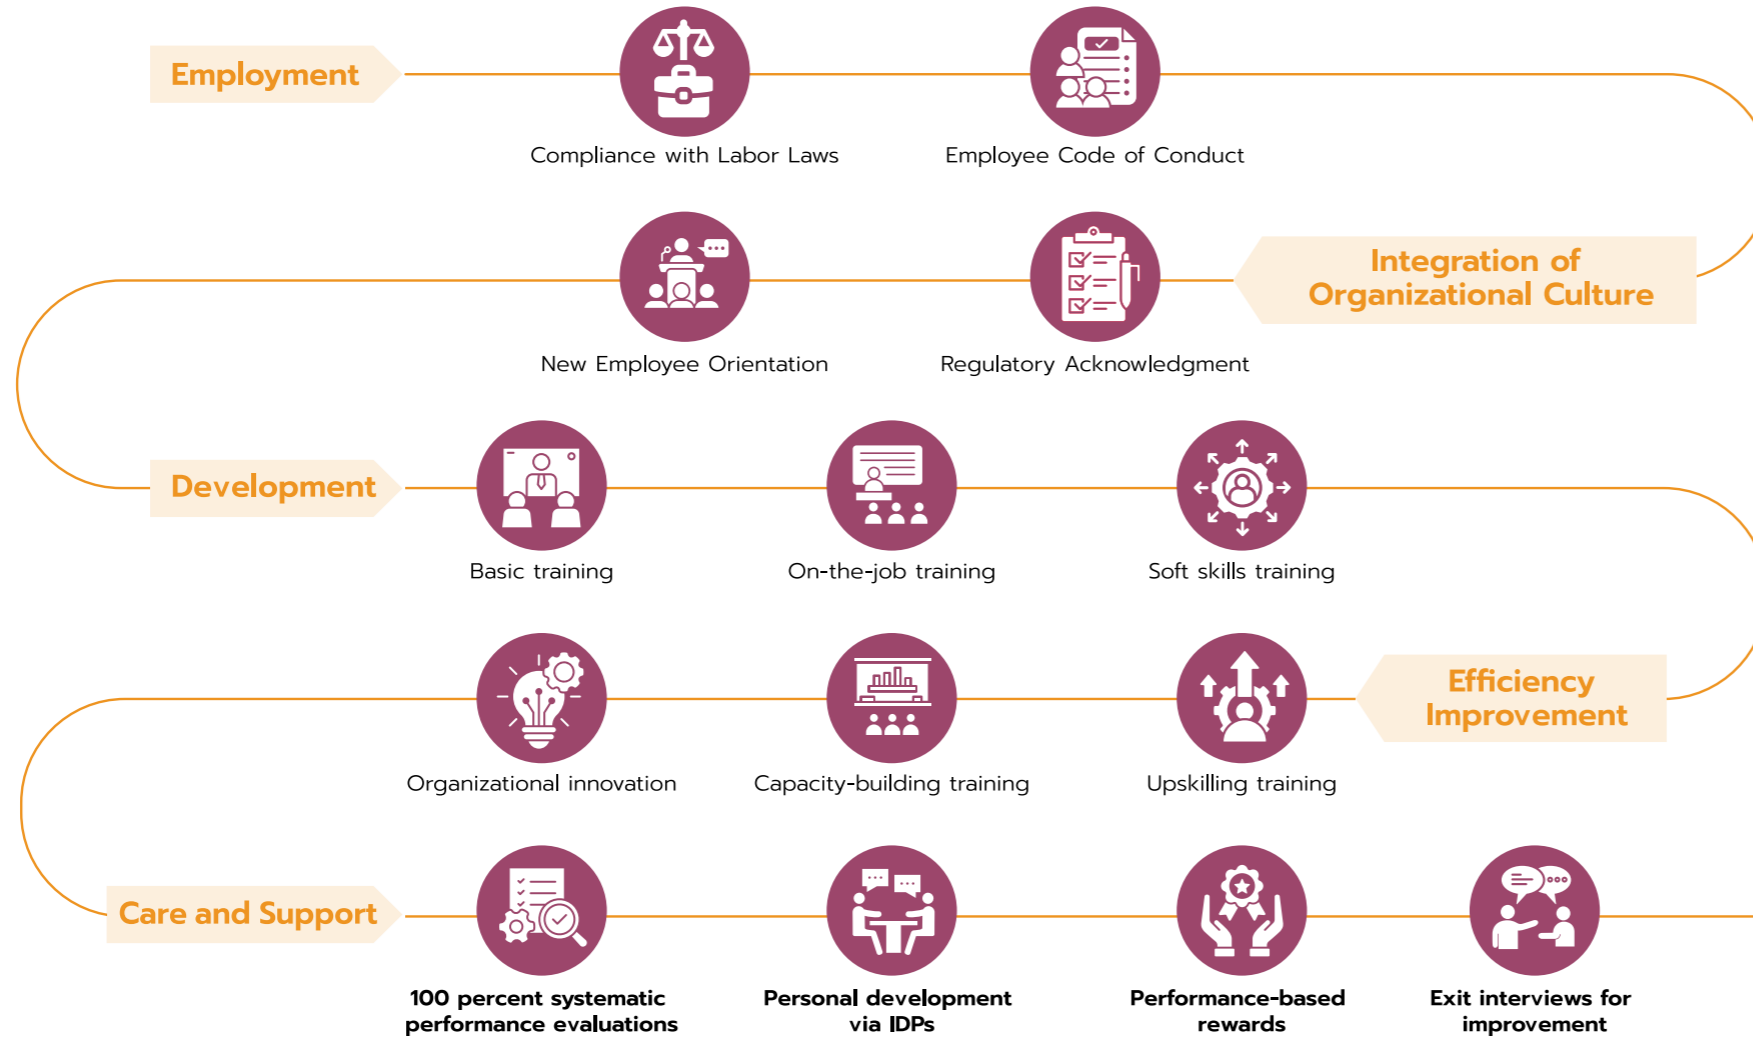 Employment
Compliance with Labor Laws
Employee Code of Conduct
Integration of
Organizational Culture
Regulatory Acknowledgment
New Employee Orientation
Development
Basic training
On-the-job training
Soft skills training
Efficiency
Improvement
Upskilling training
Capacity-building training
Organizational innovation
Care and Support
100 percent systematic
performance evaluations
Personal development
via IDPs
Performance-based
rewards
Exit interviews for
improvement